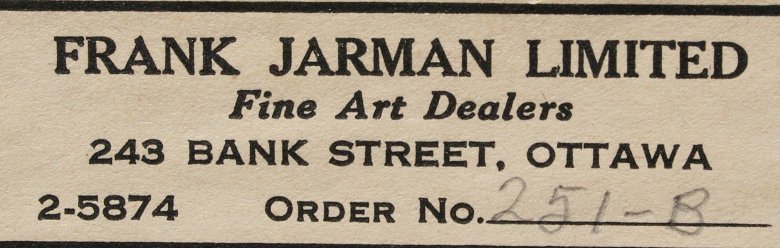 FRANK JARMAN LIMITED
Fine Art Dealers
243 BANK STREET, OTTAWA
2-5874 ORDER NO. 251-B